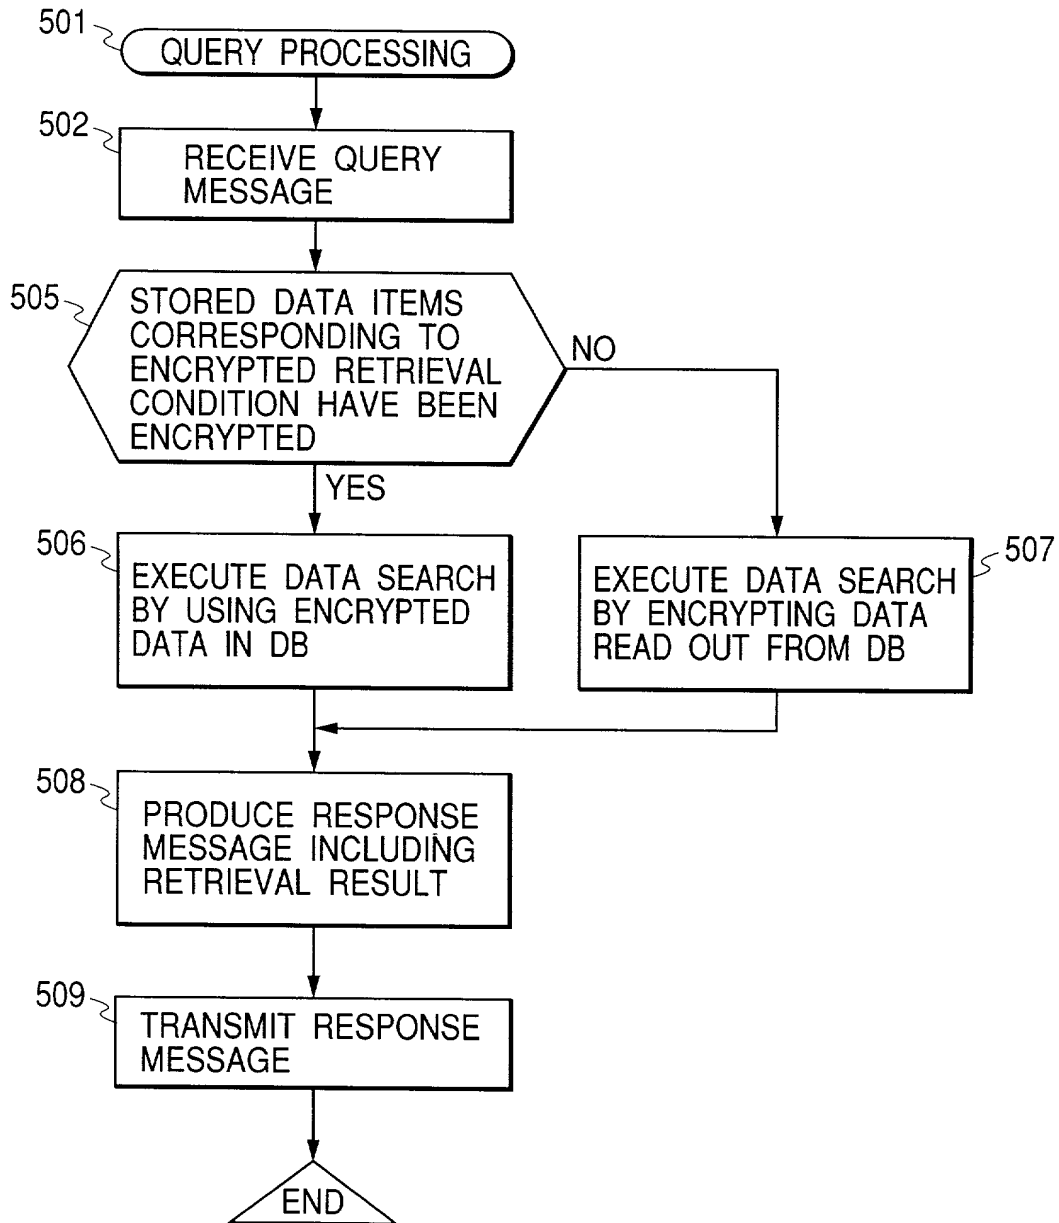 501
QUERY PROCESSING
502
RECEIVE QUERY
MESSAGE
505
STORED DATA ITEMS
CORRESPONDING TO
ENCRYPTED RETRIEVAL
CONDITION HAVE BEEN
ENCRYPTED
NO
YES
506
EXECUTE DATA SEARCH
BY USING ENCRYPTED
DATA IN DB
507
EXECUTE DATA SEARCH
BY ENCRYPTING DATA
READ OUT FROM DB
508
PRODUCE RESPONSE
MESSAGE INCLUDING
RETRIEVAL RESULT
509
TRANSMIT RESPONSE
MESSAGE
END